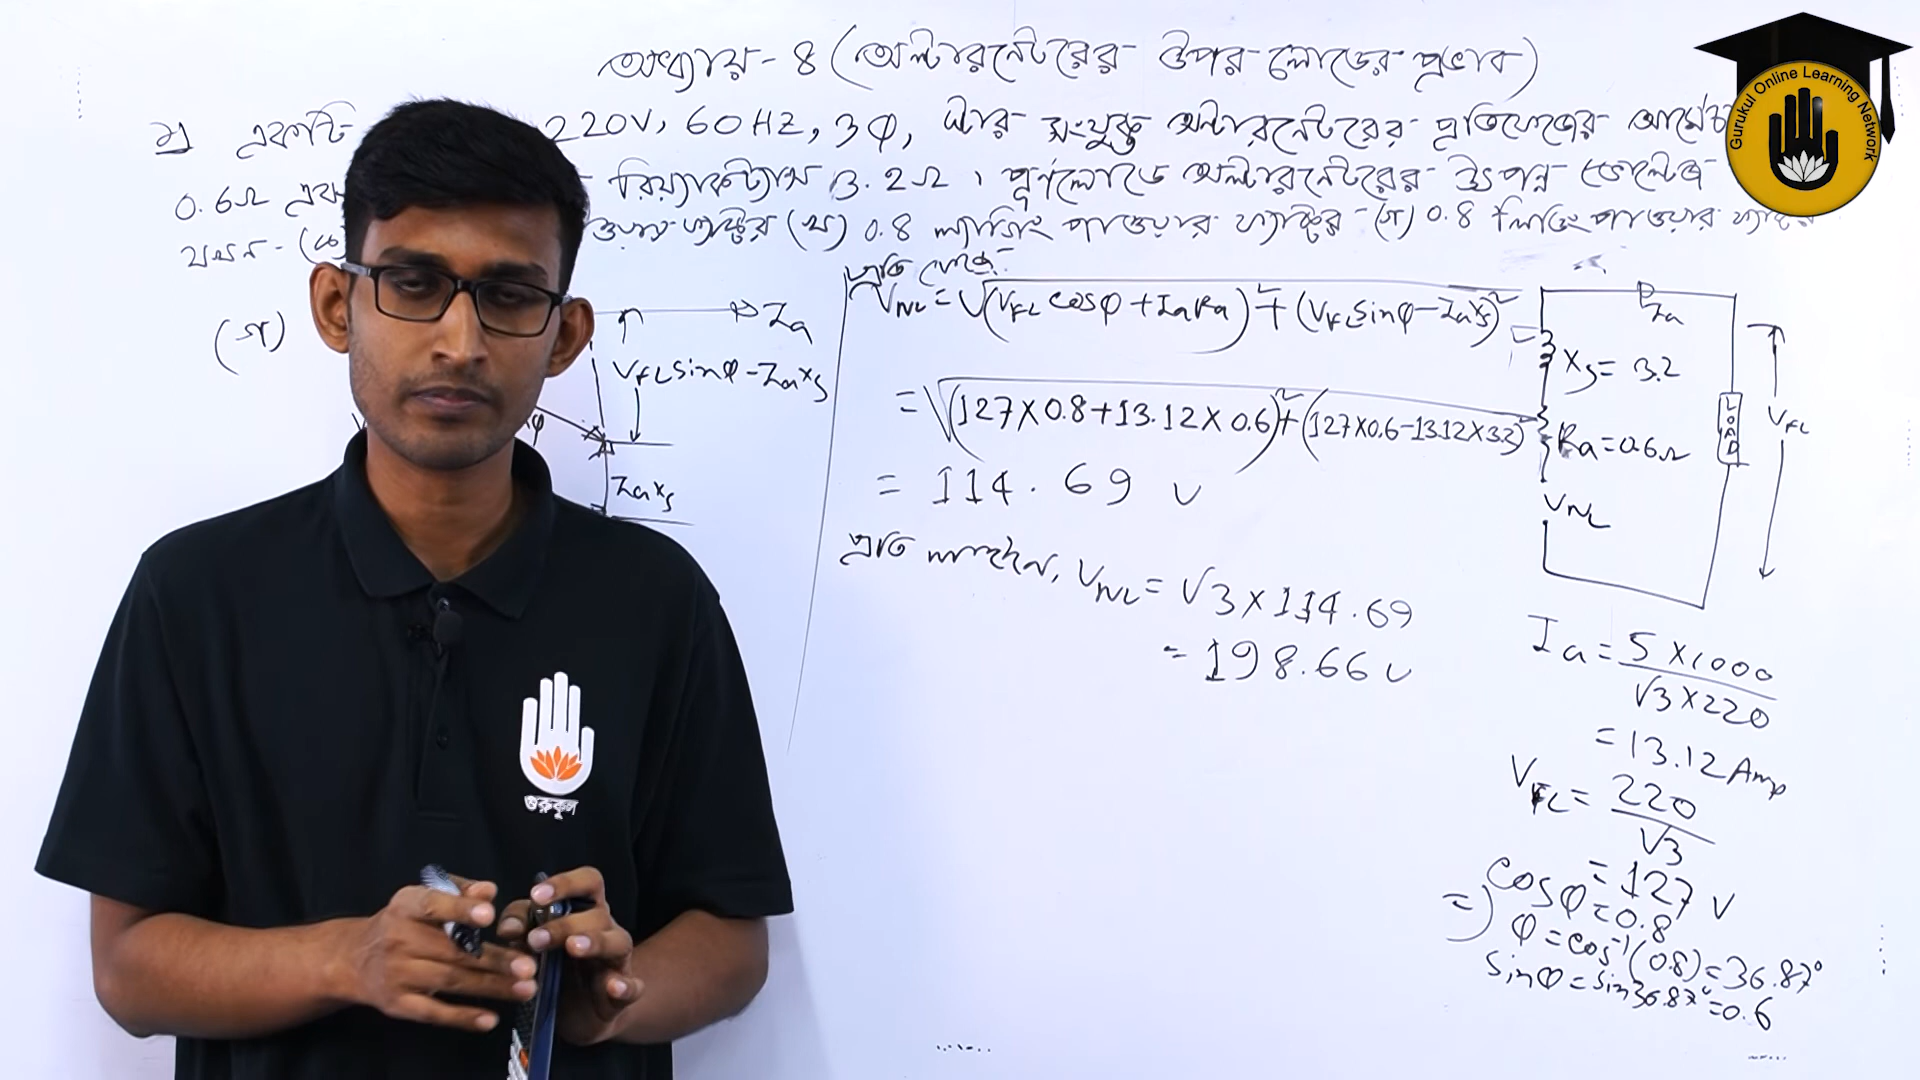 অধ্যায়-৪ (অল্টারনেটরের উপর লোডের প্রভাব)
২) একটি 220V, 60HZ, 3φ, ষ্টার সংযুক্ত অল্টারনেটরের প্রতিফেজের আর্মেচার
0.6Ω এবং রিয়্যাকট্যান্স 3.2Ω। পূর্ণলোডে অল্টারনেটরের উৎপন্ন ভোল্টেজ
যখন- (ক) পাওয়ার ফ্যাক্টর (খ) 0.8 ল্যাগিং পাওয়ার ফ্যাক্টর (গ) 0.8 লিডিং পাওয়ার ফ্যাক্টর
(গ)
Ia
VFL sinφ - IaXs
φ
IaXs
প্রতি ফেজে,
VNL = √(VFL cosφ + IaRa)² + (VFL sinφ - IaXs)²
= √(127×0.8+13.12×0.6)² + (127×0.6-13.12×3.2)²
= 114.69 V
প্রতি লাইনে, VNL = √3×114.69
= 198.66 V
Ia
Xs = 3.2
Ra = 0.6Ω
VNL
LOAD
VFL
Ia = 5×1000 / √3×220
= 13.12 Amp
VFL = 220 / √3
= 127 V
cosφ = 0.8
=) φ = cos⁻¹(0.8) = 36.87°
sinφ = sin36.87° = 0.6
Gurukul Online Learning Network
গুরুকুল